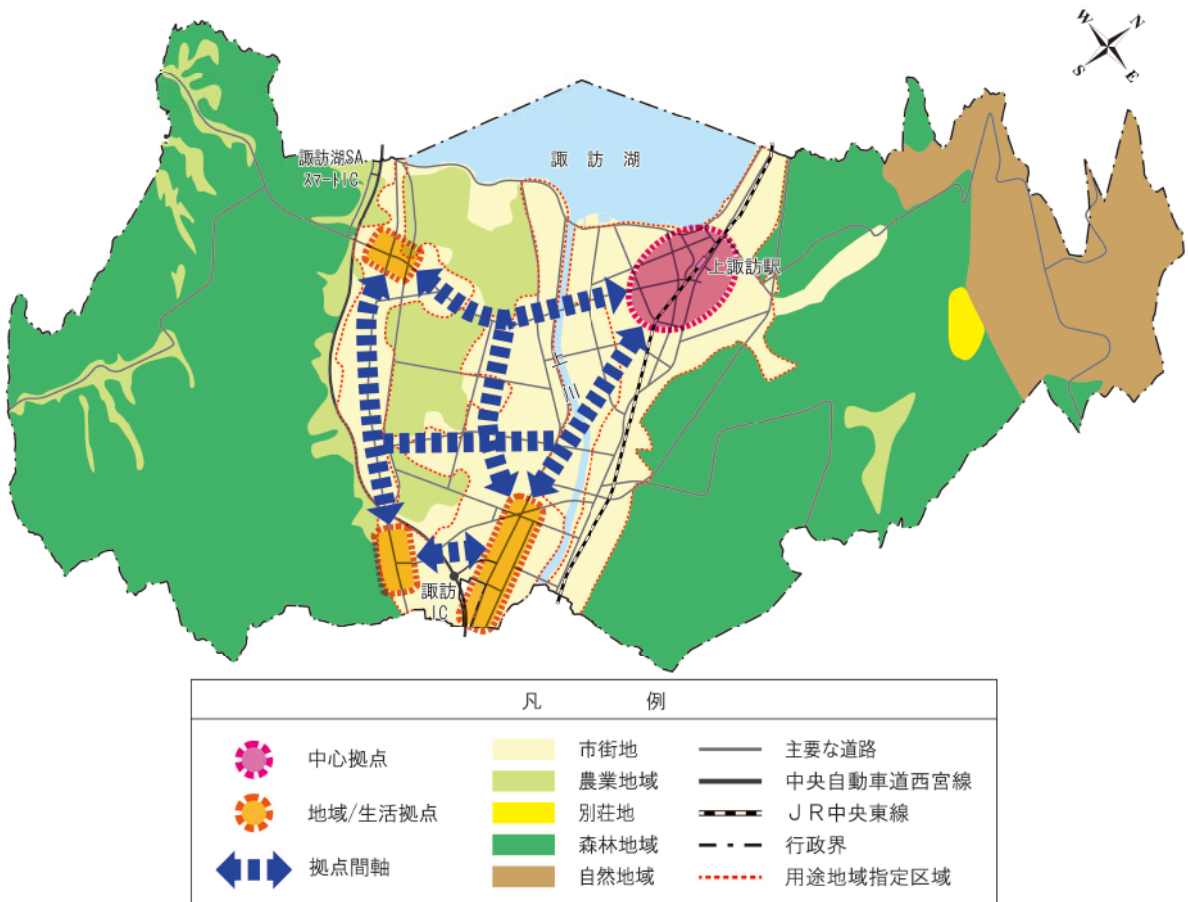 W N
S E
諏訪湖SA
スマートIC
諏訪湖
上諏訪駅
諏訪
IC
凡例
中心拠点
地域/生活拠点
拠点間軸
市街地
農業地域
別荘地
森林地域
自然地域
主要な道路
中央自動車道西宮線
JR中央東線
行政界
用途地域指定区域